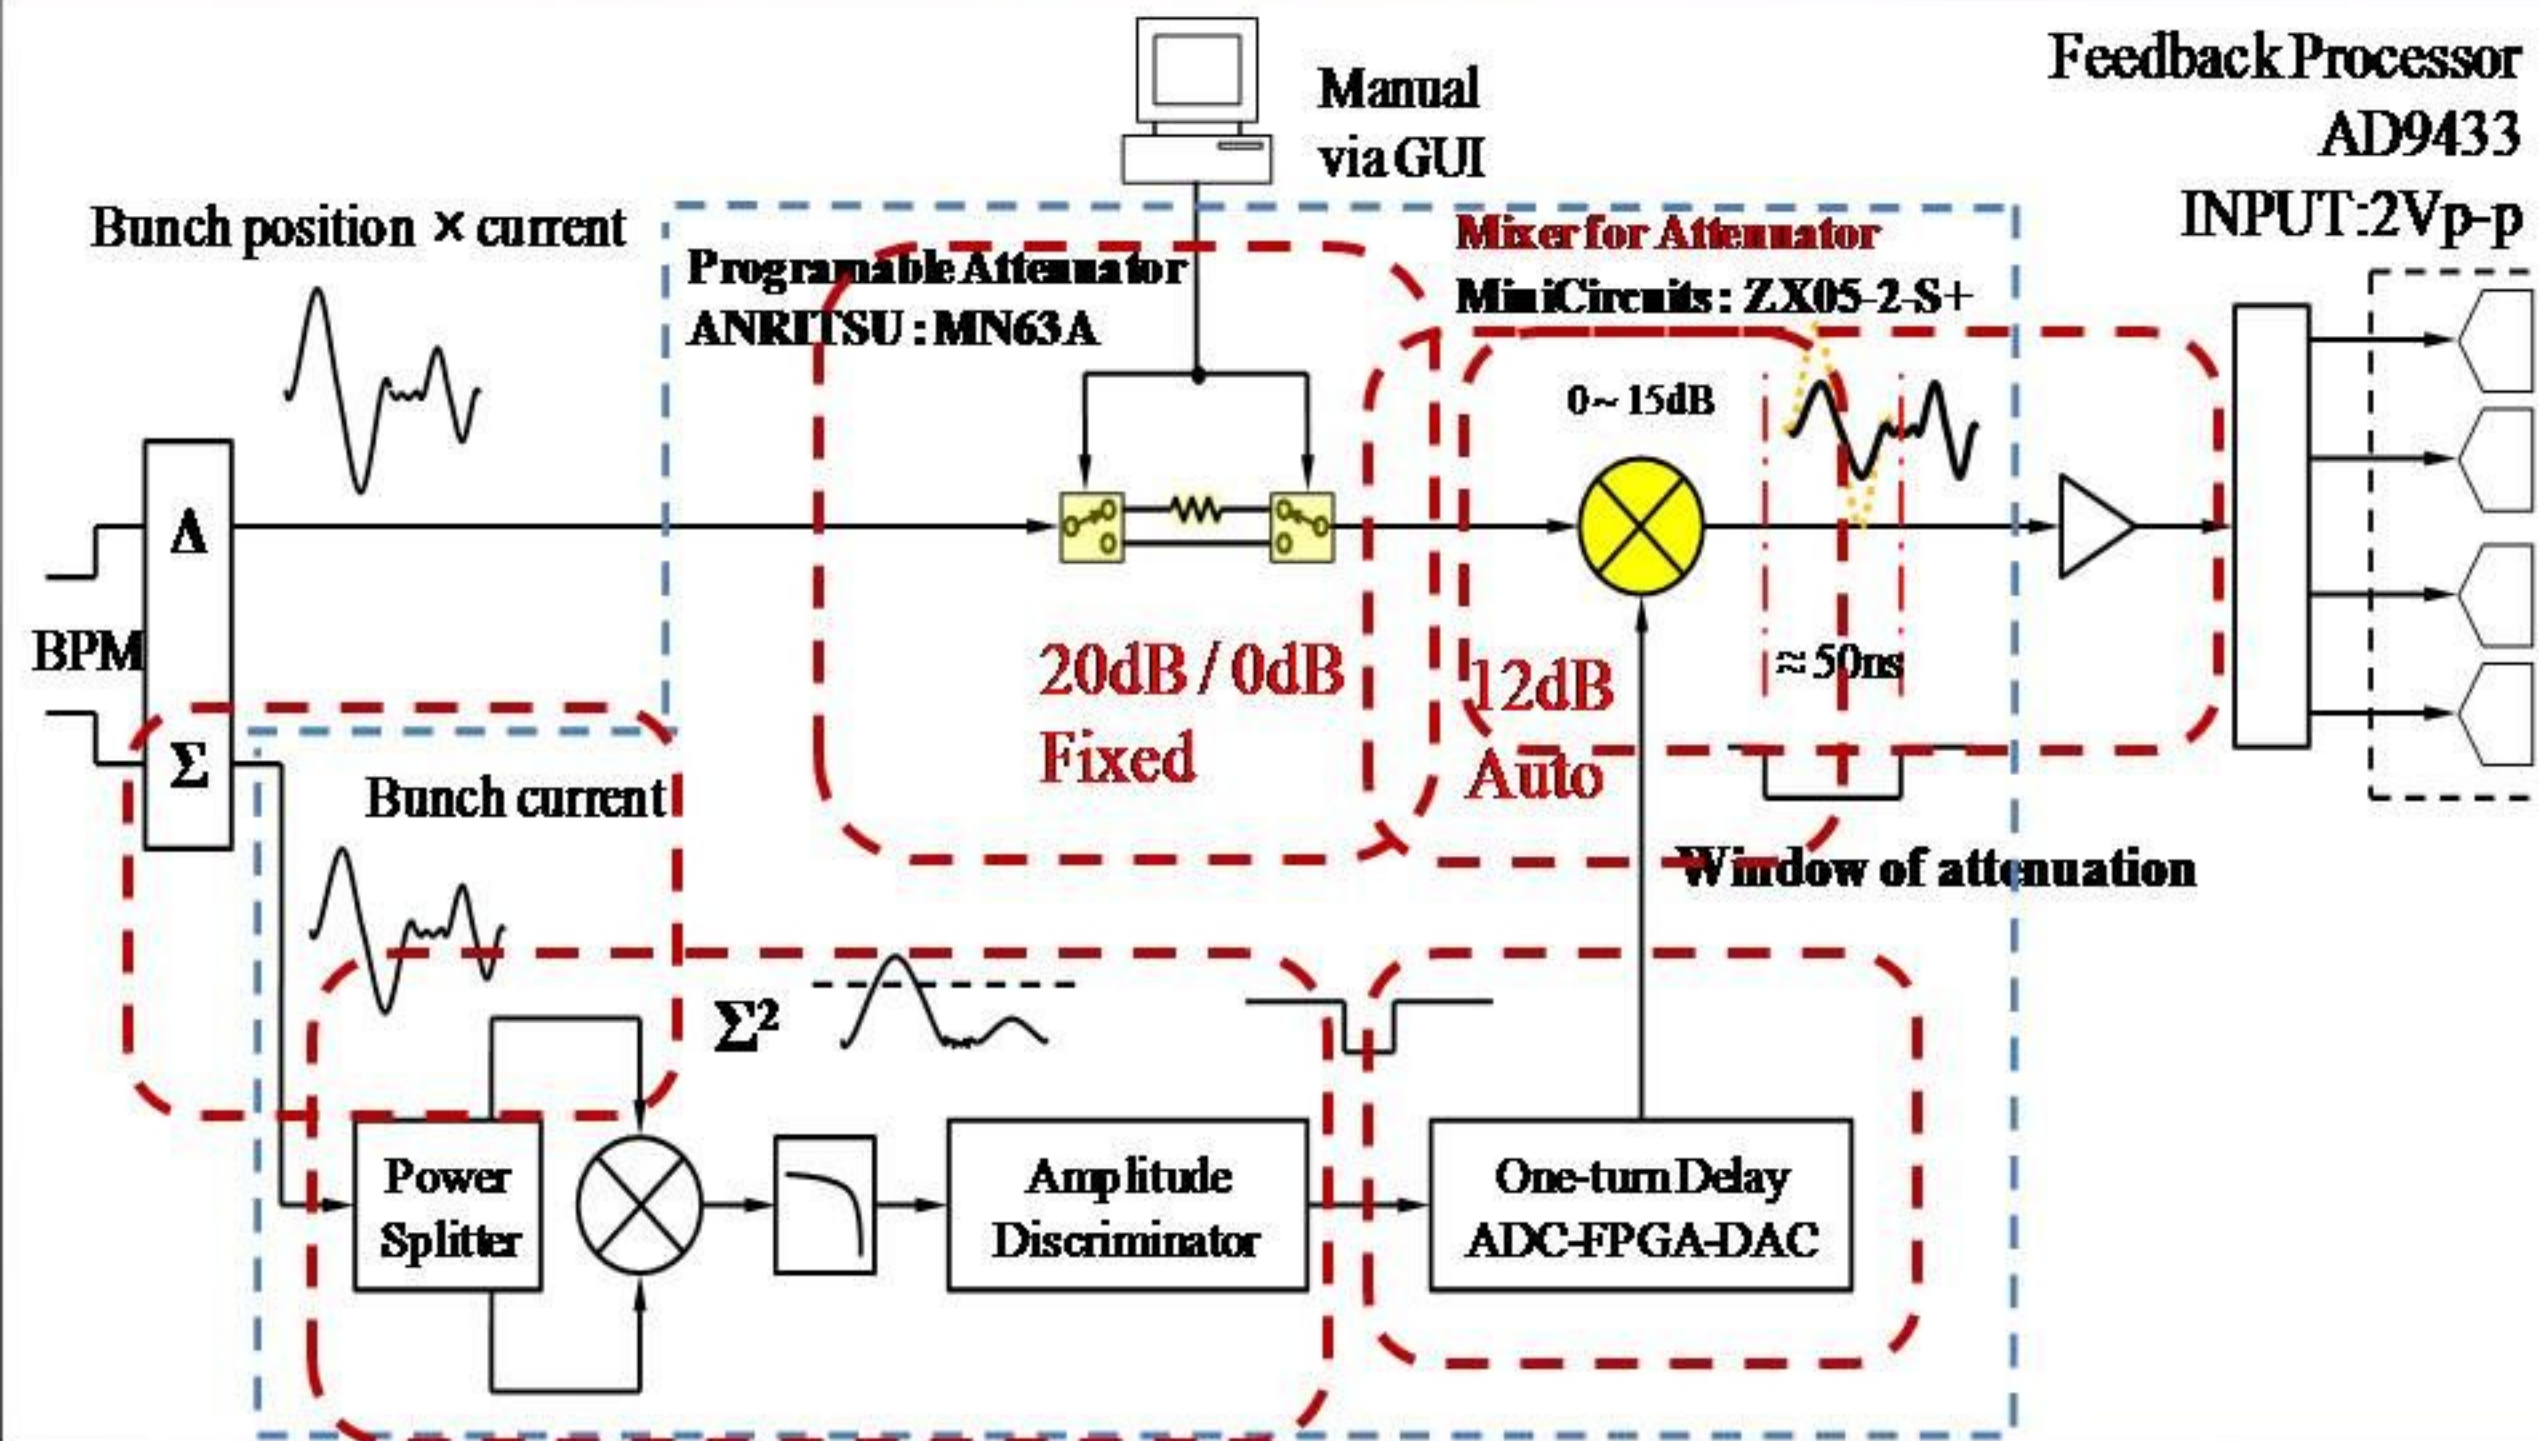 Manual
via GUI
Feedback Processor
AD9433
INPUT:2Vp-p
Bunch position × current
Programable Attenuator
ANRITSU : MN63A
Mixer for Attenuator
MiniCircuits : ZX05-2-S+
0~ 15dB
Δ
BPM
Σ
20dB / 0dB
Fixed
12dB
Auto
≈ 50ns
Bunch current
Window of attenuation
Σ²
Power
Splitter
Amplitude
Discriminator
One-turn Delay
ADC-FPGA-DAC